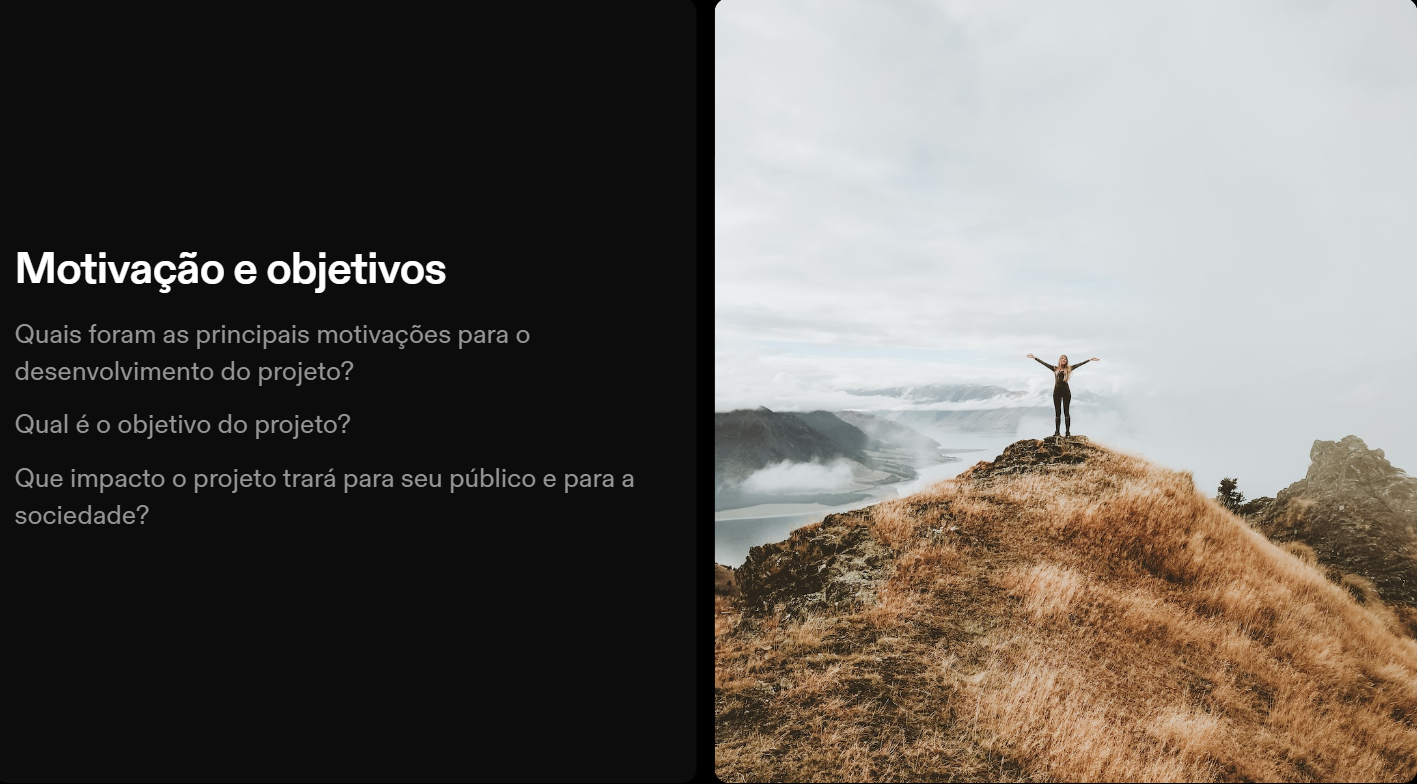 Motivação e objetivos
Quais foram as principais motivações para o
desenvolvimento do projeto?
Qual é o objetivo do projeto?
Que impacto o projeto trará para seu público e para a
sociedade?